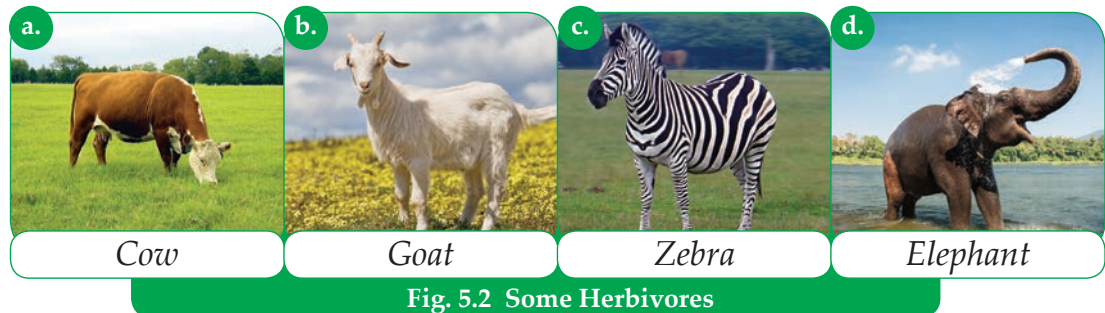 a.
b.
c.
d.
Cow
Goat
Zebra
Elephant
Fig. 5.2 Some Herbivores